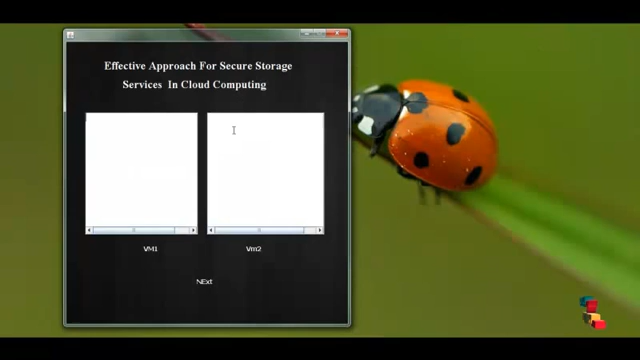 Effective Approach For Secure Storage
Services In Cloud Computing
VM1
Vm2
NExt